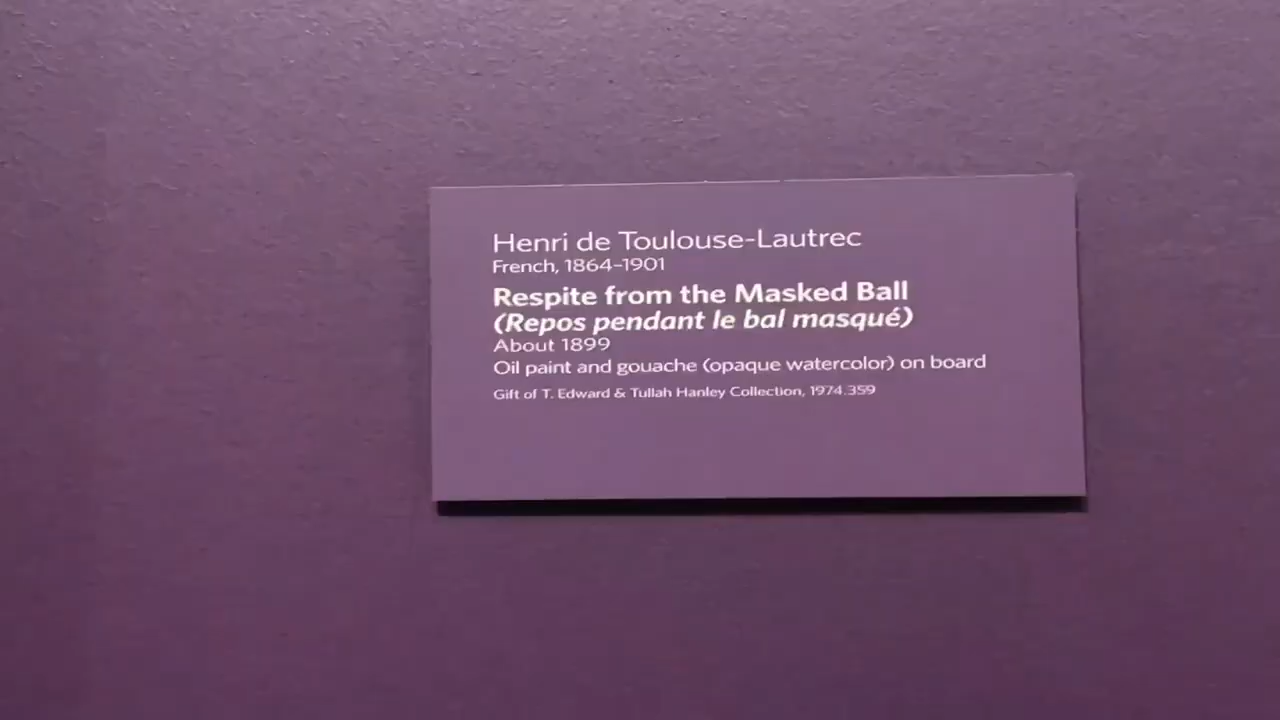 Henri de Toulouse-Lautrec
French, 1864–1901
Respite from the Masked Ball
(Repos pendant le bal masqué)
About 1899
Oil paint and gouache (opaque watercolor) on board
Gift of T. Edward & Tullah Hanley Collection, 1974.359